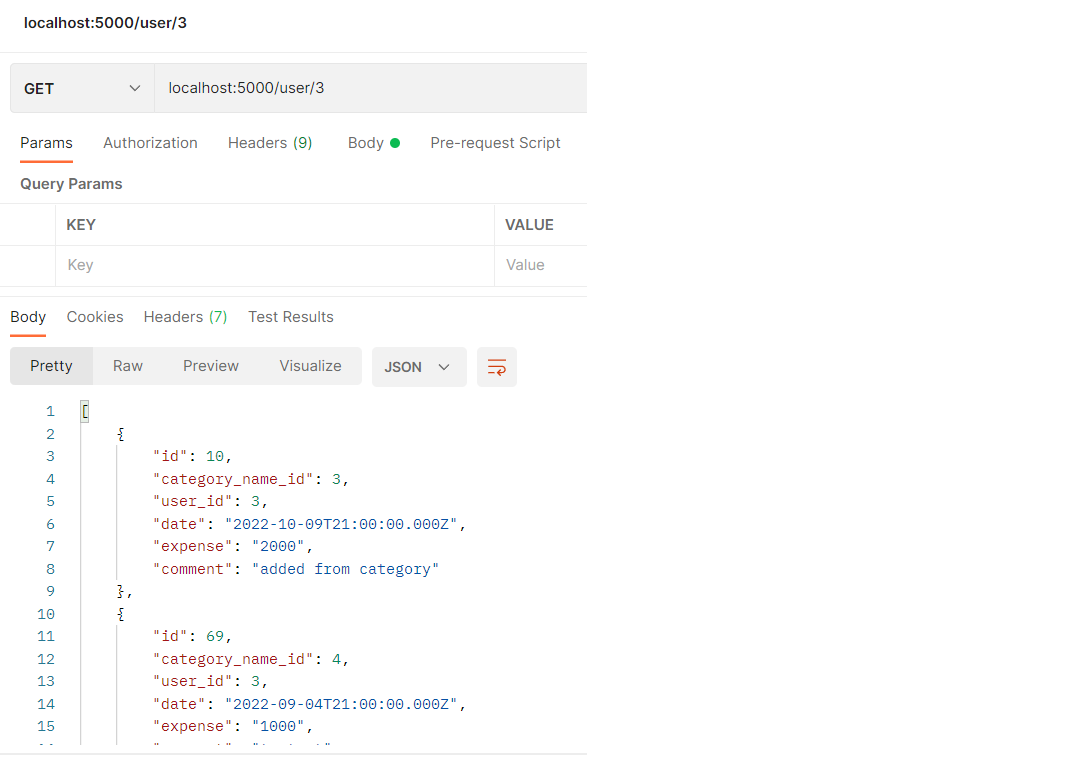 localhost:5000/user/3
GET localhost:5000/user/3
Params Authorization Headers (9) Body Pre-request Script
Query Params
KEY VALUE
Key Value
Body Cookies Headers (7) Test Results
Pretty Raw Preview Visualize JSON
1 [
2 {
3 "id": 10,
4 "category_name_id": 3,
5 "user_id": 3,
6 "date": "2022-10-09T21:00:00.000Z",
7 "expense": "2000",
8 "comment": "added from category"
9 },
10 {
11 "id": 69,
12 "category_name_id": 4,
13 "user_id": 3,
14 "date": "2022-09-04T21:00:00.000Z",
15 "expense": "1000",